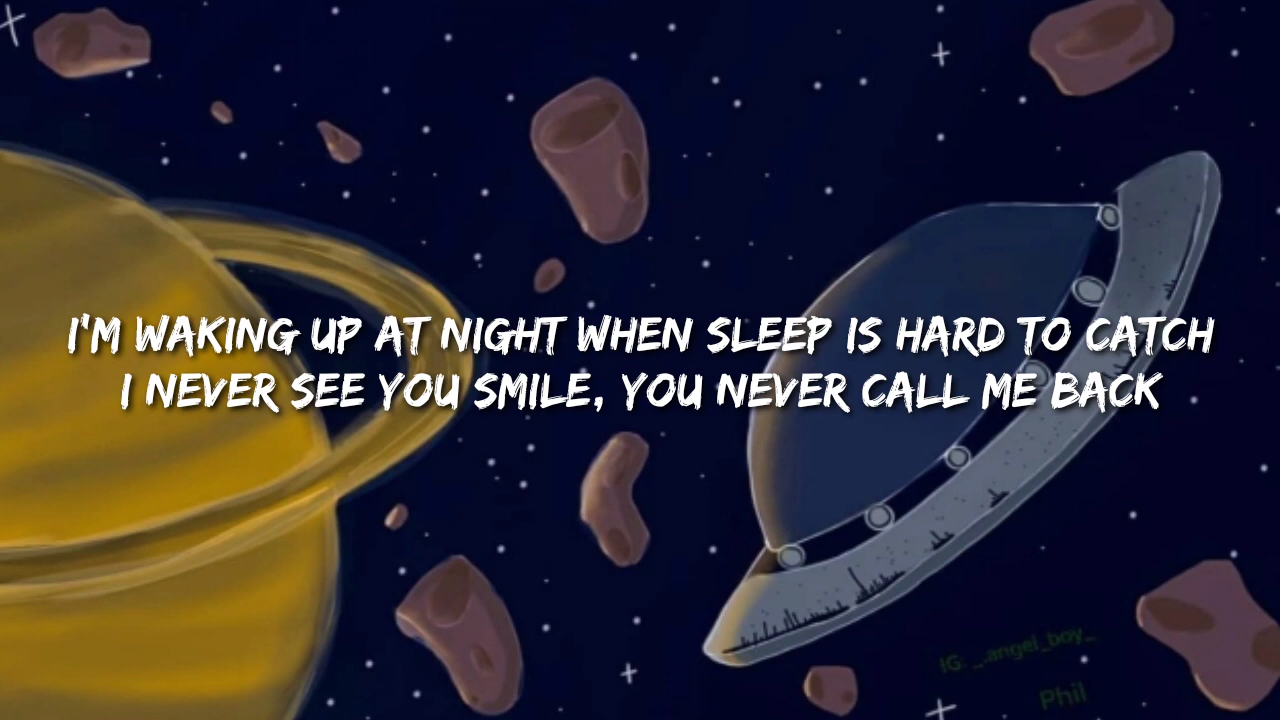 I'M WAKING UP AT NIGHT WHEN SLEEP IS HARD TO CATCH
I NEVER SEE YOU SMILE, YOU NEVER CALL ME BACK
IG: _.angel_boy_
Phil